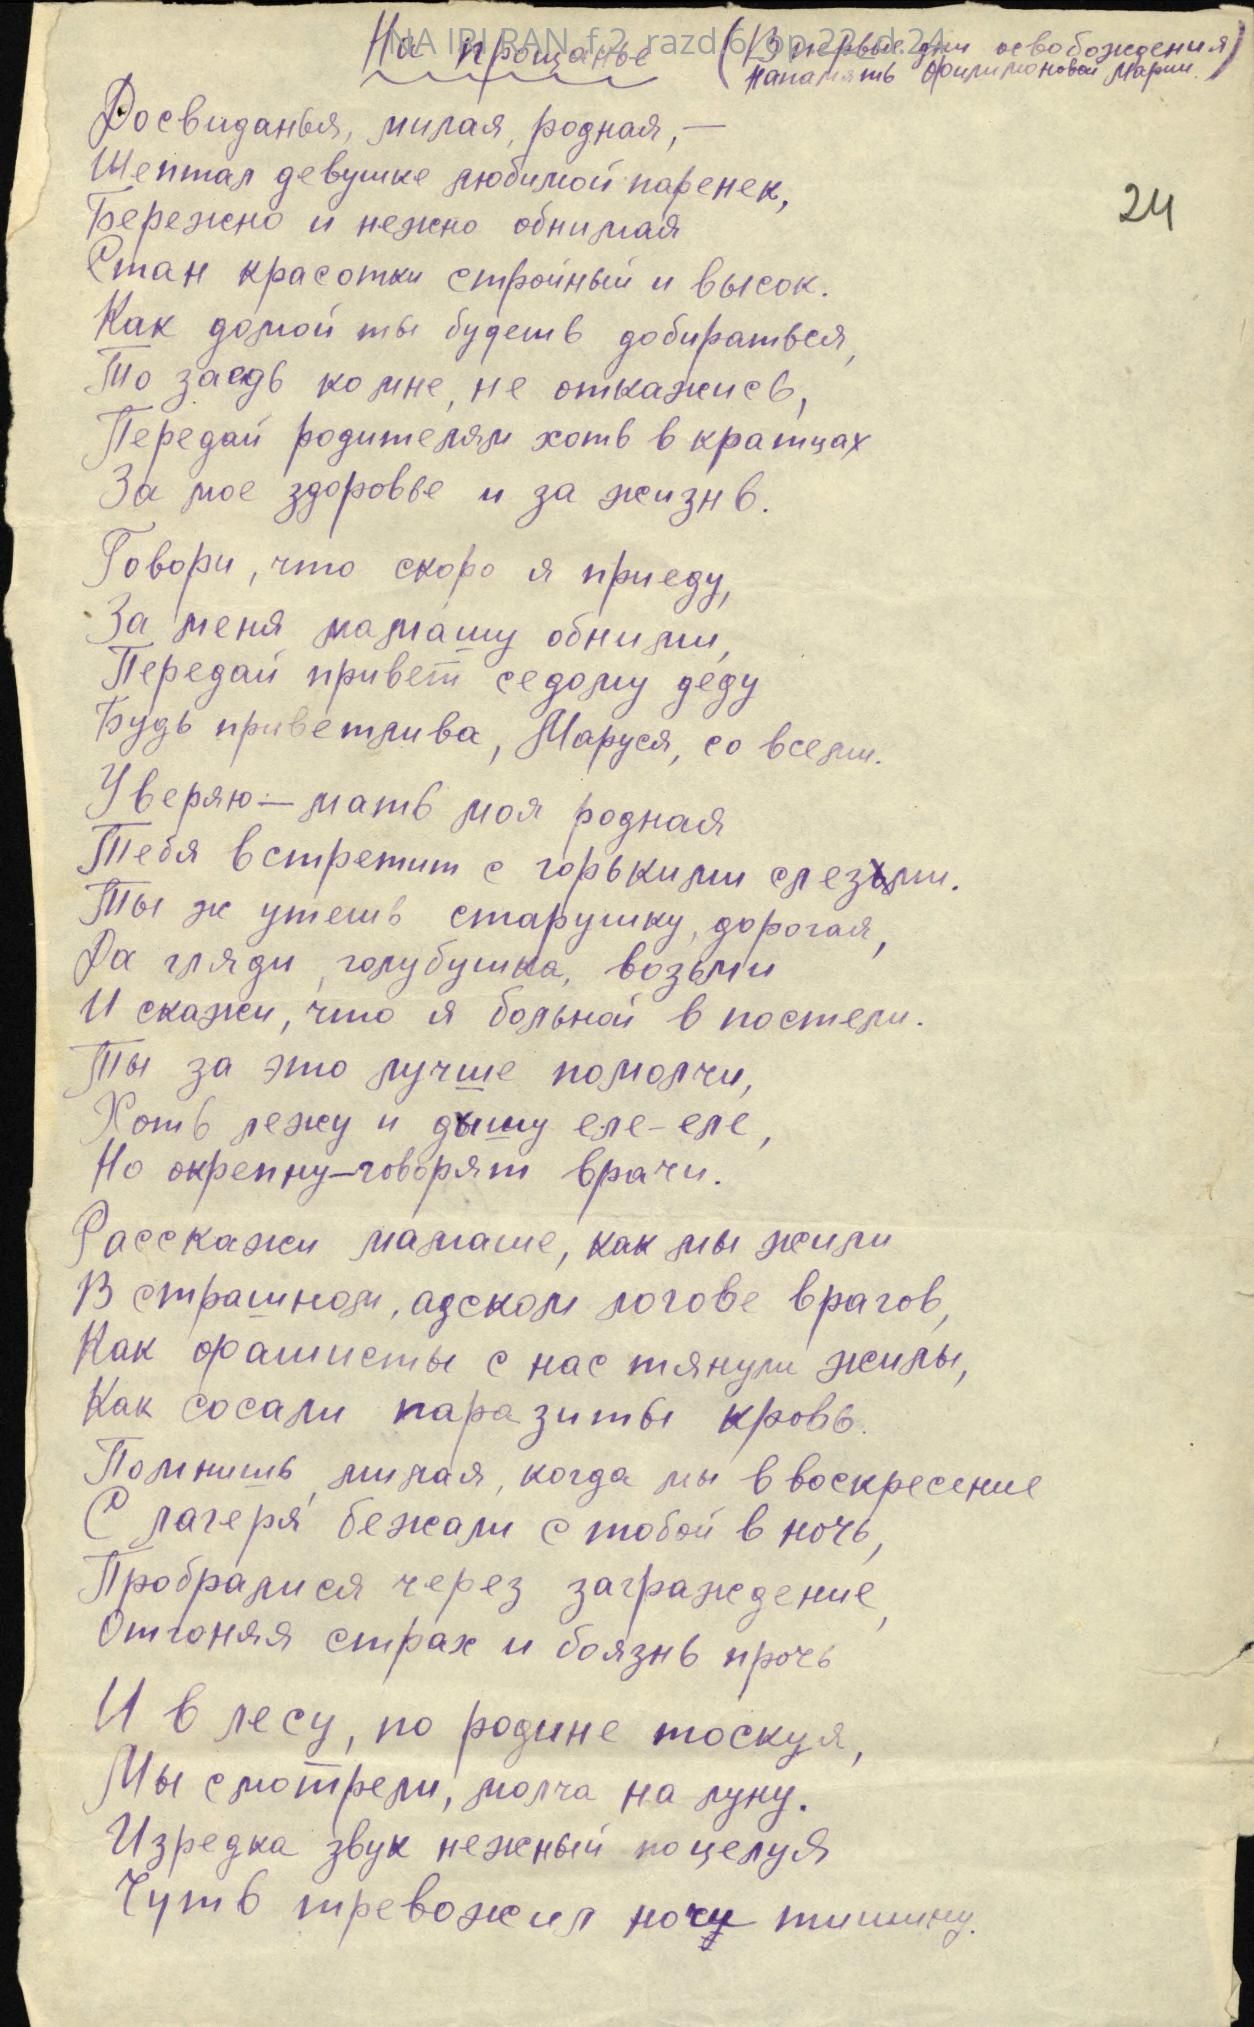 На прощанье (В первые дни освобождения
NA IRI RAN. f.2. razd.6. op.22. d.24
напамять Филимоновой Марии.)
24
Досвиданья, милая, родная,—
Шептал девушке любимой паренек,
Бережно и нежно обнимая
Стан красотки стройный и высок.
Как домой ты будешь добираться,
То заедь ко мне, не откажись,
Передай родителям хоть в кратцах
За мое здоровье и за жизнь.
Говори, что скоро я приеду,
За меня мамашу обними,
Передай привет седому деду
Будь приветлива, Маруся, со всеми.
Уверяю— мать моя родная
Тебя встретит с горькими слезьми.
Ты ж утешь старушку, дорогая,
Да гляди, голубушка, возьми
И скажи, что я больной в постели.
Ты за это лучше помолчи,
Хоть лежу и дышу еле-еле,
Но окрепну—говорят врачи.
Расскажи мамаше, как мы жили
В страшном, адском логове врагов,
Как фашисты с нас тянули жилы,
Как сосали паразиты кровь.
Помнишь, милая, когда мы в воскресение
С лагеря бежали с тобой в ночь,
Пробралися через заграждение,
Отгоняя страх и боязнь прочь
И в лесу, по родине тоскуя,
Мы смотрели, молча на луну.
Изредка звук нежный поцелуя
Чуть тревожил тишину.